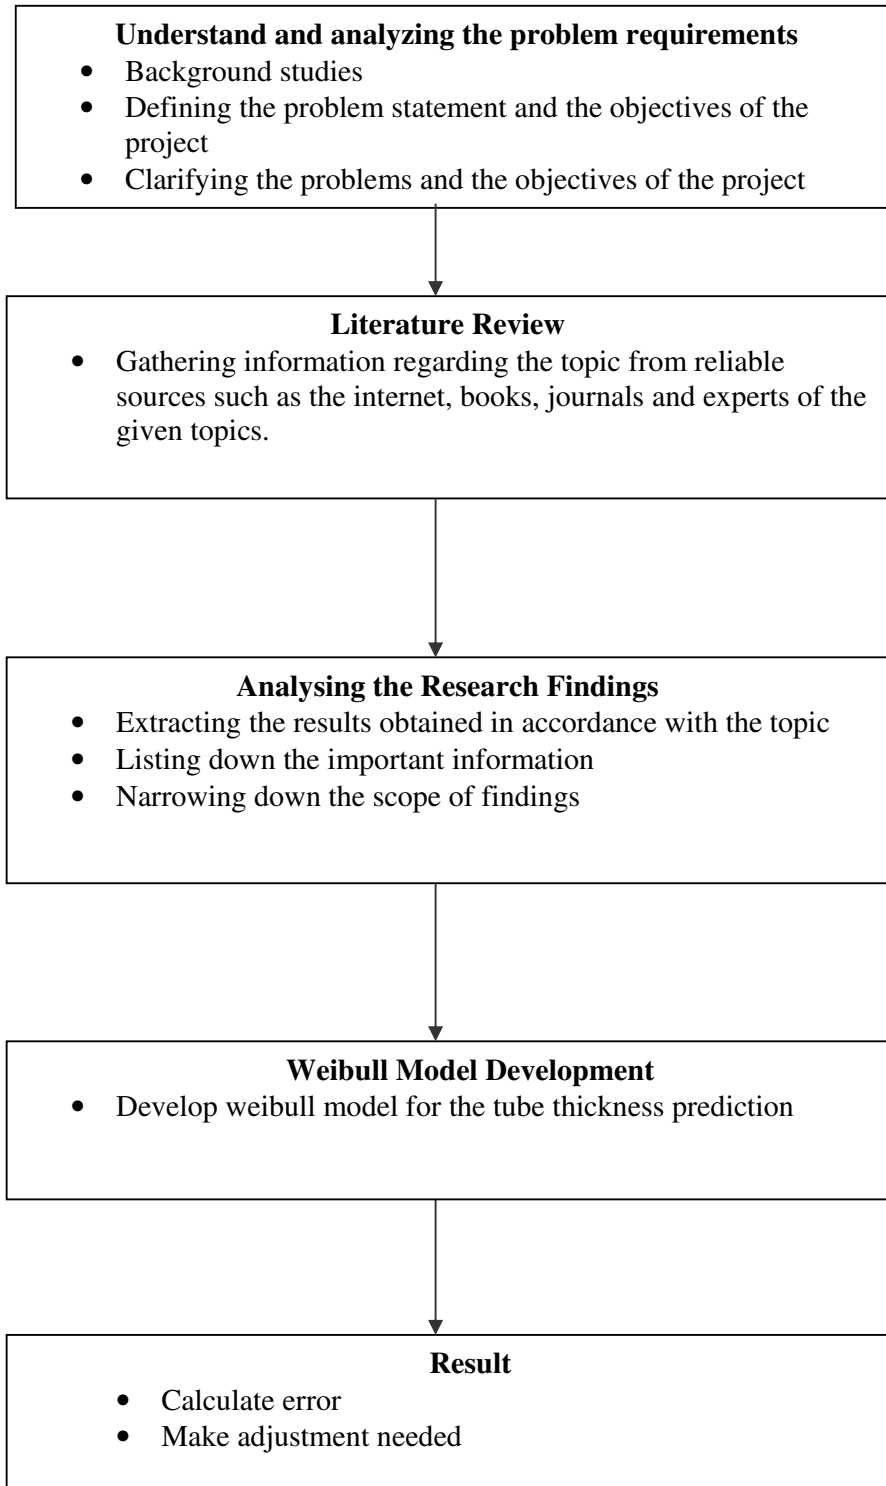 Understand and analyzing the problem requirements
• Background studies
• Defining the problem statement and the objectives of the
project
• Clarifying the problems and the objectives of the project
Literature Review
• Gathering information regarding the topic from reliable
sources such as the internet, books, journals and experts of the
given topics.
Analysing the Research Findings
• Extracting the results obtained in accordance with the topic
• Listing down the important information
• Narrowing down the scope of findings
Weibull Model Development
• Develop weibull model for the tube thickness prediction
Result
• Calculate error
• Make adjustment needed